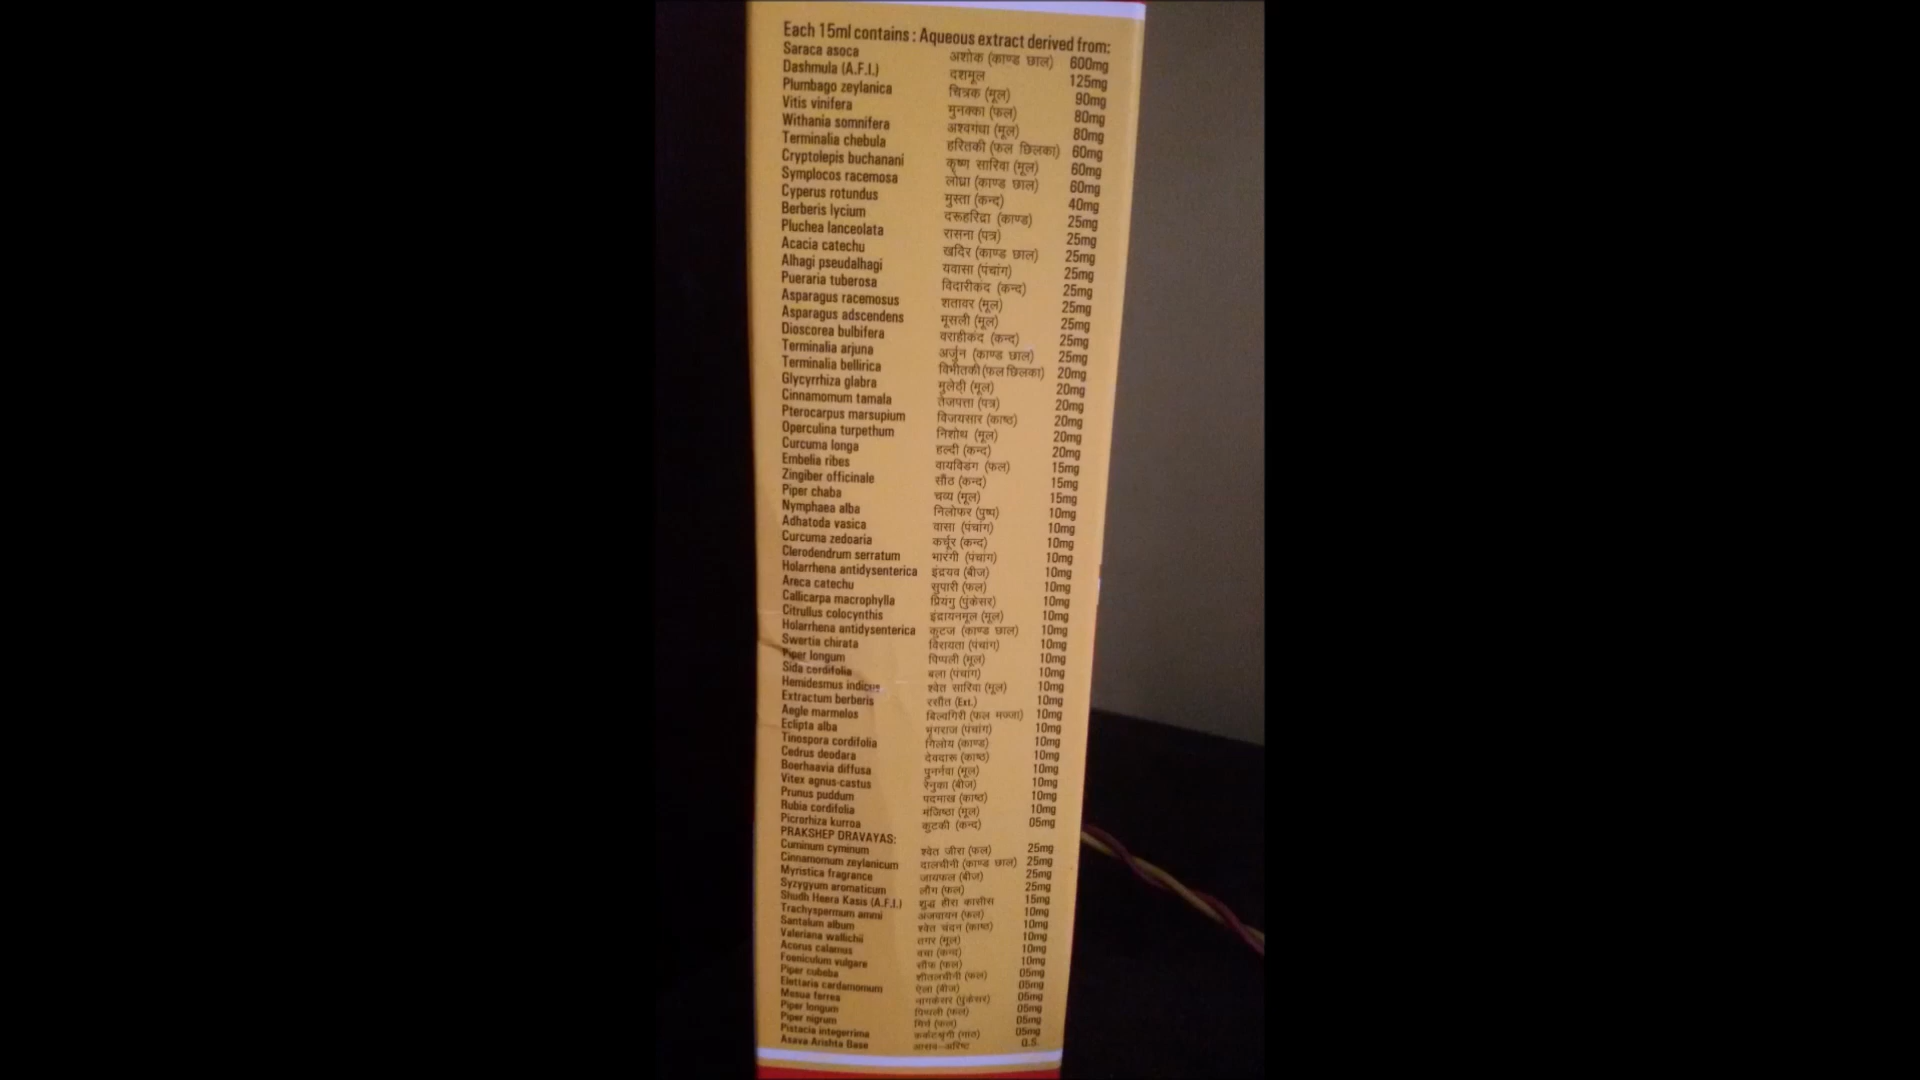 Each 15ml contains : Aqueous extract derived from:
Saraca asoca अशोक (काण्ड छाल) 600mg
Dashmula (A.F.I.) दशमूल 125mg
Plumbago zeylanica चित्रक (मूल) 90mg
Vitis vinifera मुनक्का (फल) 80mg
Withania somnifera अश्वगंधा (मूल) 80mg
Terminalia chebula हरितकी (फल छिलका) 60mg
Cryptolepis buchanani कृष्ण सारिवा (मूल) 60mg
Symplocos racemosa लोध्रा (काण्ड छाल) 60mg
Cyperus rotundus मुस्ता (कन्द) 40mg
Berberis lycium दारूहरिद्रा (काण्ड) 25mg
Pluchea lanceolata रासना (पत्र) 25mg
Acacia catechu खदिर (काण्ड छाल) 25mg
Alhagi pseudalhagi यवासा (पंचांग) 25mg
Pueraria tuberosa विदारीकंद (कन्द) 25mg
Asparagus racemosus शतावर (मूल) 25mg
Asparagus adscendens मूसली (मूल) 25mg
Dioscorea bulbifera वराहीकंद (कन्द) 25mg
Terminalia arjuna अर्जुन (काण्ड छाल) 25mg
Terminalia bellirica विभीतकी (फल छिलका) 20mg
Glycyrrhiza glabra मुलेठी (मूल) 20mg
Cinnamomum tamala तेजपत्ता (पत्र) 20mg
Pterocarpus marsupium विजयसार (काष्ठ) 20mg
Operculina turpethum निशोथ (मूल) 20mg
Curcuma longa हल्दी (कन्द) 20mg
Embelia ribes वायविडंग (फल) 15mg
Zingiber officinale सौंठ (कन्द) 15mg
Piper chaba चव्य (मूल) 15mg
Nymphaea alba निलोफर (पुष्प) 10mg
Adhatoda vasica वासा (पंचांग) 10mg
Curcuma zedoaria कर्चूर (कन्द) 10mg
Clerodendrum serratum भारंगी (पंचांग) 10mg
Holarrhena antidysenterica इंद्रयव (बीज) 10mg
Areca catechu सुपारी (फल) 10mg
Callicarpa macrophylla प्रियंगु (पुंकेसर) 10mg
Citrullus colocynthis इंद्रायनमूल (मूल) 10mg
Holarrhena antidysenterica कुटज (काण्ड छाल) 10mg
Swertia chirata चिरायता (पंचांग) 10mg
Piper longum पिप्पली (मूल) 10mg
Sida cordifolia बला (पंचांग) 10mg
Hemidesmus indicus श्वेत सारिवा (मूल) 10mg
Extractum berberis रसौत (Ext.) 10mg
Aegle marmelos बिल्वगिरी (फल मज्जा) 10mg
Eclipta alba भृंगराज (पंचांग) 10mg
Tinospora cordifolia गिलोय (काण्ड) 10mg
Cedrus deodara देवदारू (काष्ठ) 10mg
Boerhaavia diffusa पुनर्नवा (मूल) 10mg
Vitex agnus-castus रेनुका (बीज) 10mg
Prunus puddum पदमाख (काष्ठ) 10mg
Rubia cordifolia मंजिष्ठा (मूल) 10mg
Picrorhiza kurroa कुटकी (कन्द) 05mg
PRAKSHEP DRAVAYAS:
Cuminum cyminum श्वेत जीरा (फल) 25mg
Cinnamomum zeylanicum दालचीनी (काण्ड छाल) 25mg
Myristica fragrance जायफल (बीज) 25mg
Syzygyum aromaticum लौंग (फल) 25mg
Shudh Heera Kasis (A.F.I.) शुद्ध हीरा कासीस 15mg
Trachyspermum ammi अजवायन (फल) 10mg
Santalum album श्वेत चंदन (काष्ठ) 10mg
Valeriana wallichii तगर (मूल) 10mg
Acorus calamus वचा (कन्द) 10mg
Foeniculum vulgare सौंफ (फल) 10mg
Piper cubeba शीतलचीनी (फल) 05mg
Elettaria cardamomum ऐला (बीज) 05mg
Mesua ferrea नागकेसर (पुंकेसर) 05mg
Piper longum पिप्पली (फल) 05mg
Piper nigrum मिर्च (फल) 05mg
Pistacia integerrima कर्कटश्रृंगी (गांठ) 05mg
Asava Arishta Base आसव-अरिष्ट Q.S.